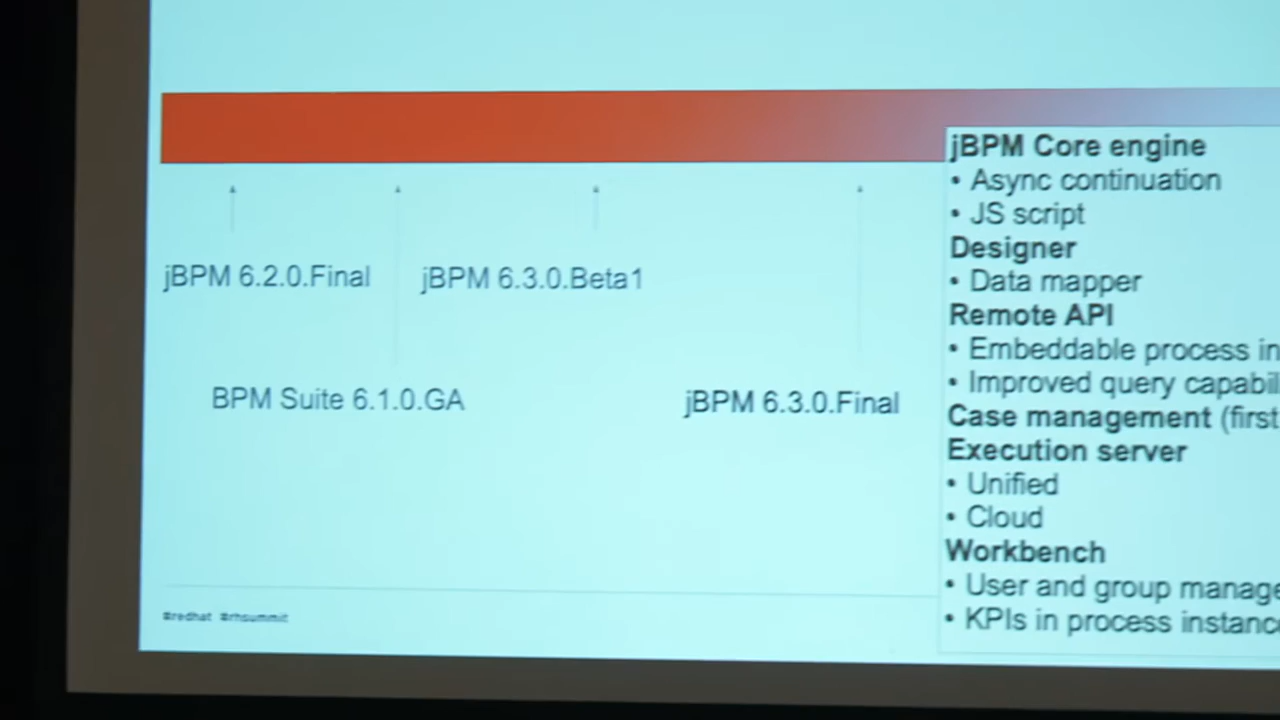 jBPM 6.2.0.Final
jBPM 6.3.0.Beta1
BPM Suite 6.1.0.GA
jBPM 6.3.0.Final
jBPM Core engine
• Async continuation
• JS script
Designer
• Data mapper
Remote API
• Embeddable process in
• Improved query capabil
Case management (first
Execution server
• Unified
• Cloud
Workbench
• User and group manage
• KPIs in process instanc
#redhat #rhsummit